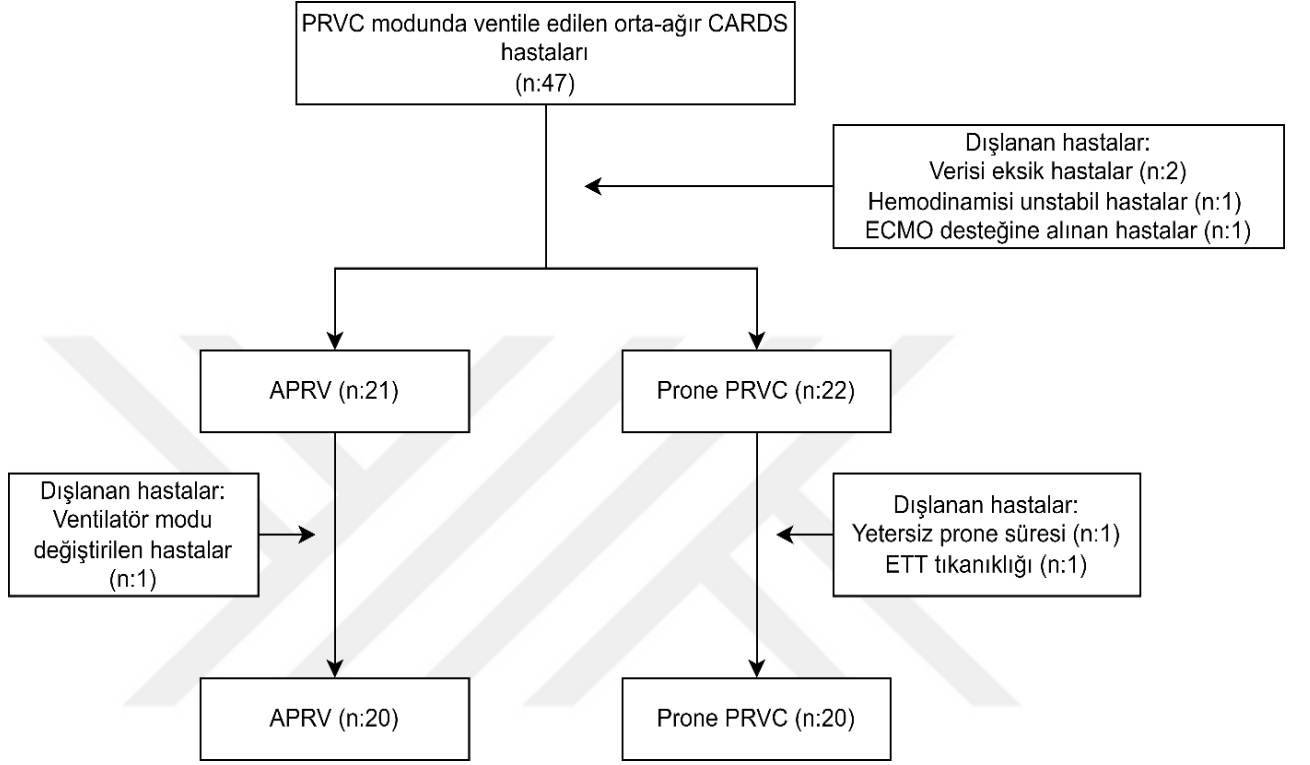 PRVC modunda ventile edilen orta-ağır CARDS
hastaları
(n:47)
Dışlanan hastalar:
Verisi eksik hastalar (n:2)
Hemodinamisi unstabil hastalar (n:1)
ECMO desteğine alınan hastalar (n:1)
APRV (n:21)
Prone PRVC (n:22)
Dışlanan hastalar:
Ventilatör modu
değiştirilen hastalar
(n:1)
Dışlanan hastalar:
Yetersiz prone süresi (n:1)
ETT tıkanıklığı (n:1)
APRV (n:20)
Prone PRVC (n:20)